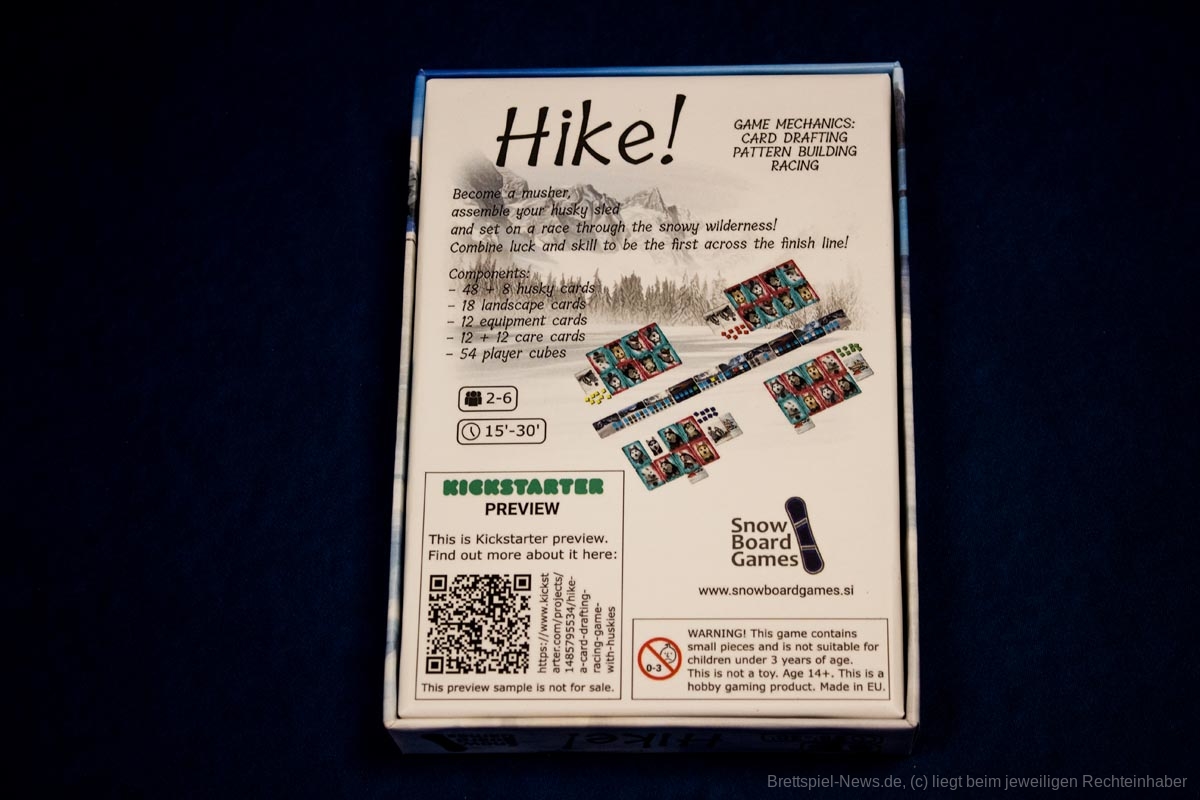 Hike!
GAME MECHANICS:
CARD DRAFTING
PATTERN BUILDING
RACING
Become a musher,
assemble your husky sled
and set on a race through the snowy wilderness!
Combine luck and skill to be the first across the finish line!
Components:
- 48 + 8 husky cards
- 18 landscape cards
- 12 equipment cards
- 12 + 12 care cards
- 54 player cubes
2-6
15'-30'
KICKSTARTER
PREVIEW
This is Kickstarter preview.
Find out more about it here:
https://www.kickst
arter.com/projects/
1485795534/hike-
a-card-drafting-
racing-game-
with-huskies
This preview sample is not for sale.
Snow
Board
Games
www.snowboardgames.si
0-3
WARNING! This game contains
small pieces and is not suitable for
children under 3 years of age.
This is not a toy. Age 14+. This is a
hobby gaming product. Made in EU.
Hike!
Brettspiel-News.de, (c) liegt beim jeweiligen Rechteinhaber